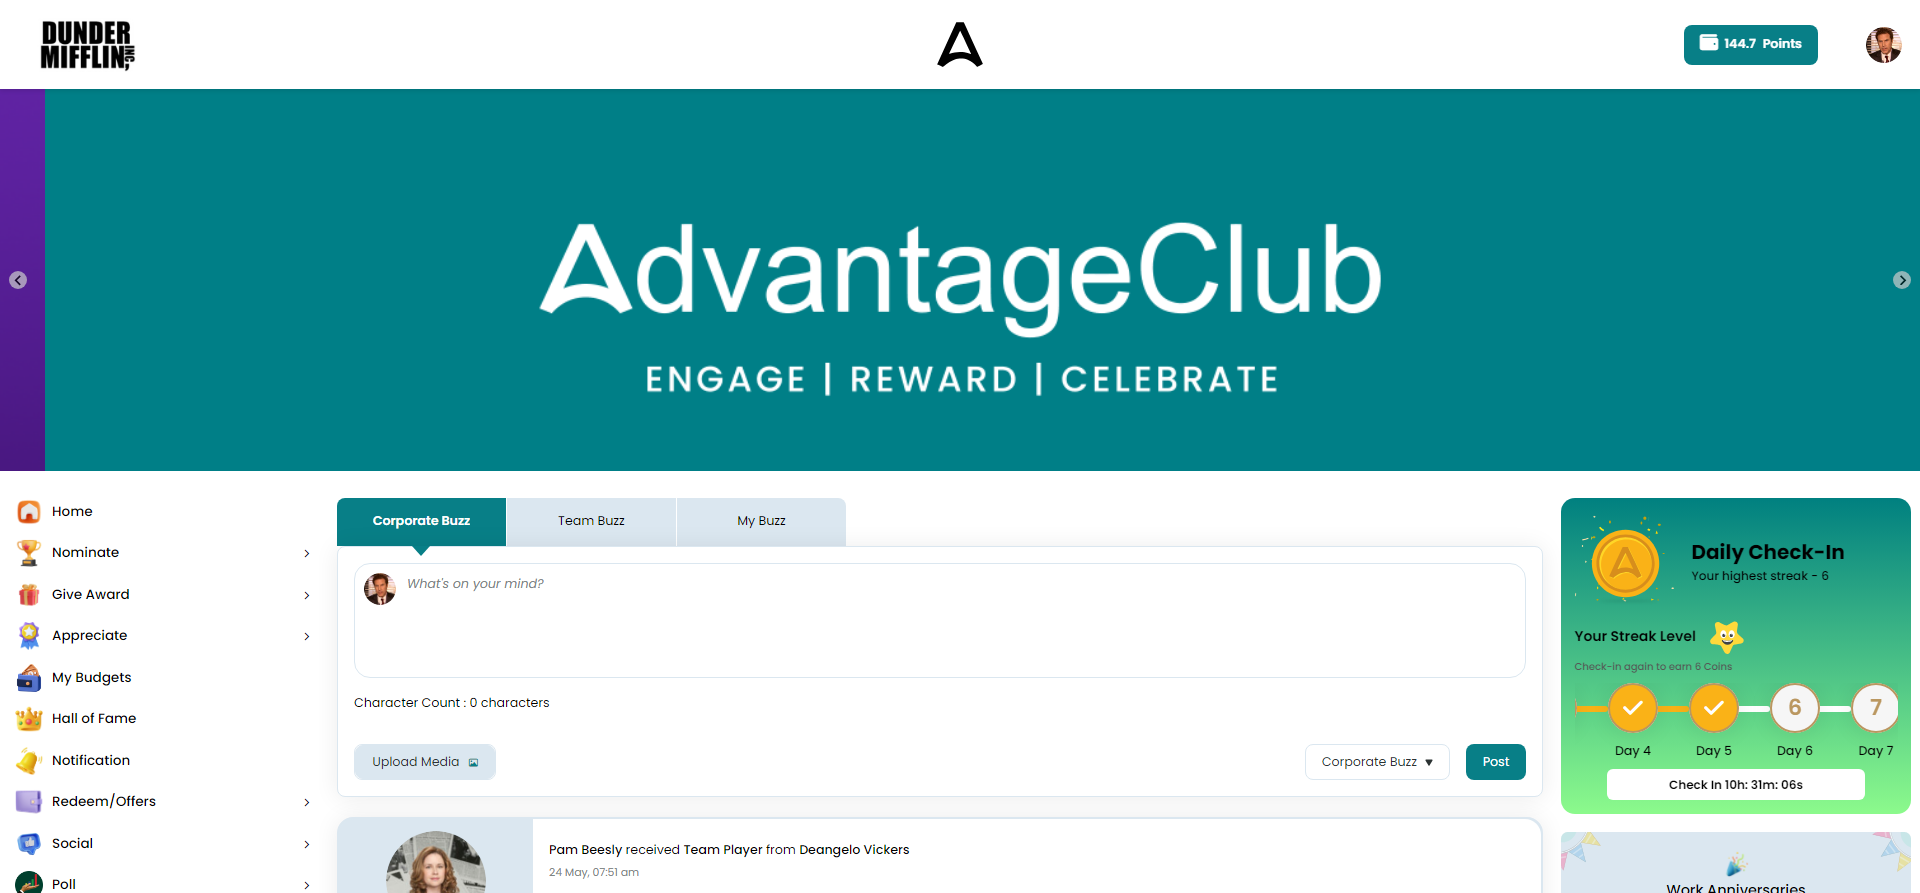 DUNDER
MIFFLIN, INC
144.7 Points
AdvantageClub
ENGAGE | REWARD | CELEBRATE
Home
Nominate
Give Award
Appreciate
My Budgets
Hall of Fame
Notification
Redeem/Offers
Social
Poll
Corporate Buzz
Team Buzz
My Buzz
What's on your mind?
Character Count : 0 characters
Upload Media
Corporate Buzz
Post
Pam Beesly received Team Player from Deangelo Vickers
24 May, 07:51 am
Daily Check-In
Your highest streak - 6
Your Streak Level
Check-in again to earn 6 Coins
6
7
Day 4
Day 5
Day 6
Day 7
Check In 10h: 31m: 06s
Work Anniversaries